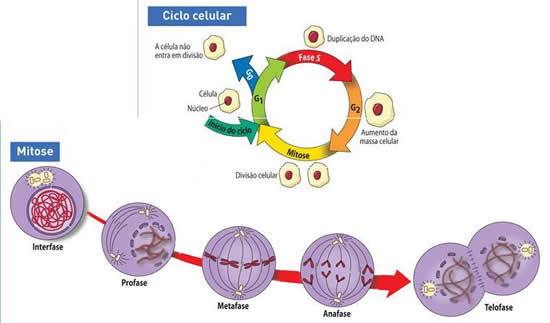 Ciclo celular
A célula não
entra em divisão
Duplicação do DNA
Fase S
G0
G1
G2
Célula
Núcleo
Início do ciclo
Aumento da
massa celular
Mitose
Divisão celular
Mitose
Interfase
Profase
Metafase
Anafase
Telofase